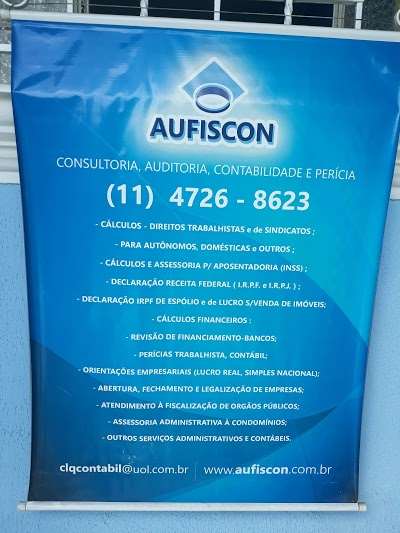 AUFISCON
CONSULTORIA, AUDITORIA, CONTABILIDADE E PERÍCIA
(11) 4726 - 8623
- CÁLCULOS - DIREITOS TRABALHISTAS e de SINDICATOS ;
- PARA AUTÔNOMOS, DOMÉSTICAS e OUTROS ;
- CÁLCULOS E ASSESSORIA P/ APOSENTADORIA (INSS) ;
- DECLARAÇÃO RECEITA FEDERAL ( I.R.P.F. e I.R.P.J. ) ;
- DECLARAÇÃO IRPF DE ESPÓLIO e de LUCRO S/VENDA DE IMÓVEIS;
- CÁLCULOS FINANCEIROS :
- REVISÃO DE FINANCIAMENTO-BANCOS;
- PERÍCIAS TRABALHISTA, CONTÁBIL;
- ORIENTAÇÕES EMPRESARIAIS (LUCRO REAL, SIMPLES NACIONAL);
- ABERTURA, FECHAMENTO E LEGALIZAÇÃO DE EMPRESAS;
- ATENDIMENTO À FISCALIZAÇÃO DE ORGÃOS PÚBLICOS;
- ASSESSORIA ADMINISTRATIVA À CONDOMÍNIOS;
- OUTROS SERVIÇOS ADMINISTRATIVOS E CONTÁBEIS.
clqcontabil@uol.com.br | www.aufiscon.com.br